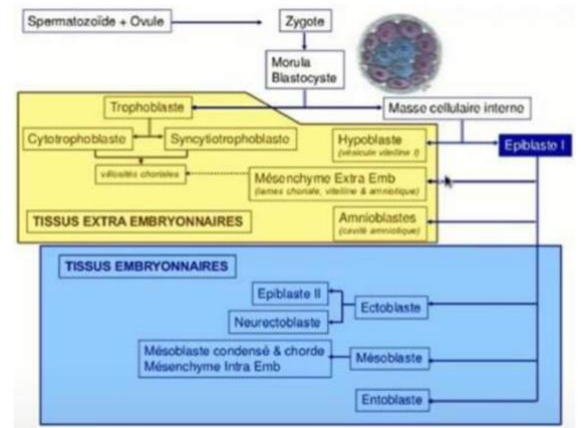 Spermatozoïde + Ovule
Zygote
Morula
Blastocyste
Trophoblaste
Masse cellulaire interne
Cytotrophoblaste
Syncytiotrophoblaste
Hypoblaste
(vésicule vitelline I)
Epiblaste I
villosités choriales
Mésenchyme Extra Emb
(lames choriale, vitelline & amniotique)
TISSUS EXTRA EMBRYONNAIRES
Amnioblastes
(cavité amniotique)
TISSUS EMBRYONNAIRES
Epiblaste II
Ectoblaste
Neurectoblaste
Mésoblaste condensé & chorde
Mésenchyme Intra Emb
Mésoblaste
Entoblaste